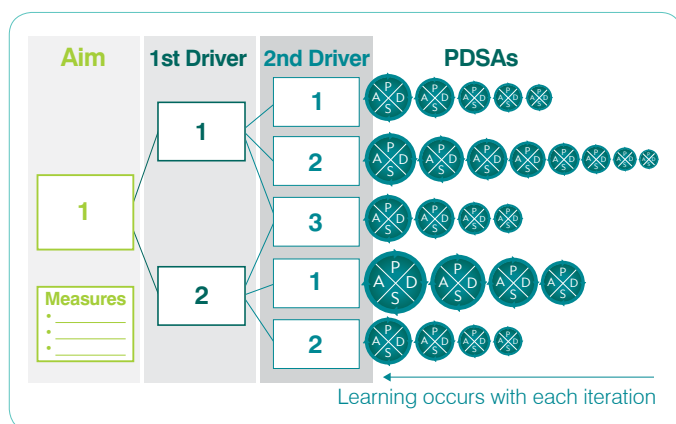 Aim 1st Driver 2nd Driver PDSAs
1
Measures
1
2
1
2
3
1
2
P D S A P D S A P D S A P D S A P D S A
P D S A P D S A P D S A P D S A P D S A P D S A P D S A P D S A
P D S A P D S A P D S A P D S A
P D S A P D S A P D S A P D S A
P D S A P D S A P D S A P D S A
Learning occurs with each iteration